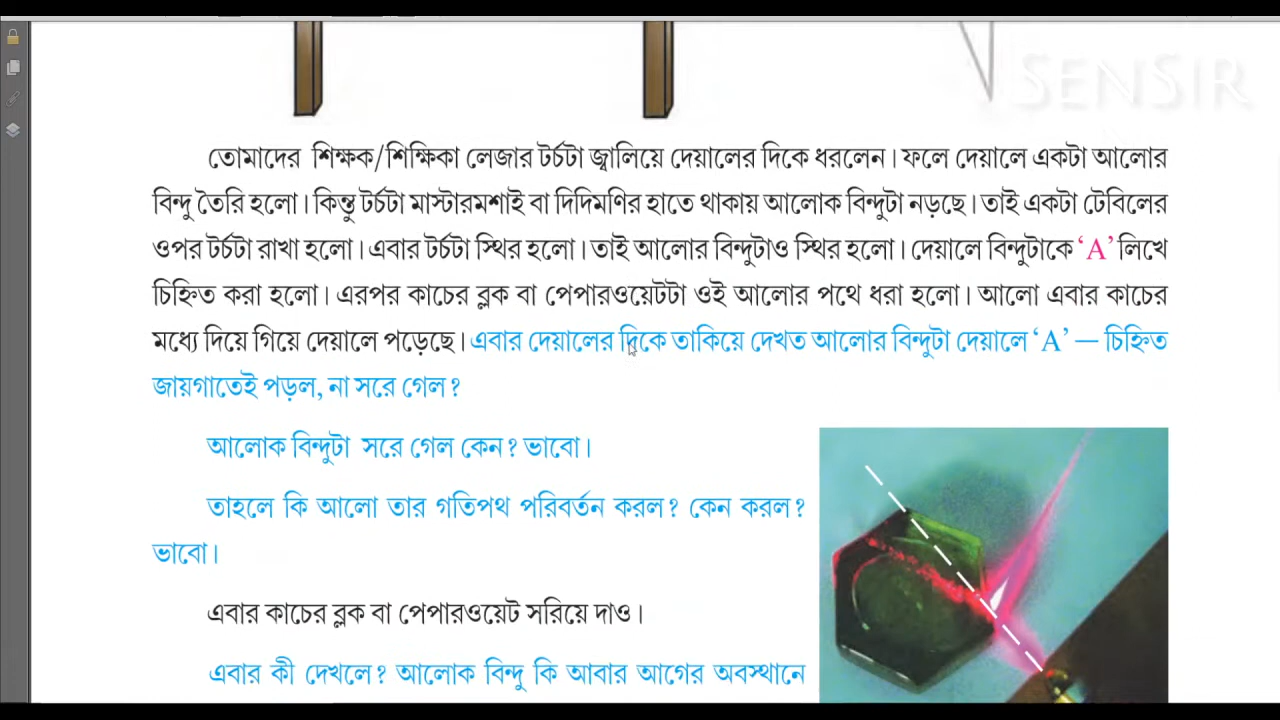 SENSIR
তোমাদের শিক্ষক/শিক্ষিকা লেজার টর্চটা জ্বালিয়ে দেয়ালের দিকে ধরলেন। ফলে দেয়ালে একটা আলোর
বিন্দু তৈরি হলো। কিন্তু টর্চটা মাস্টারমশাই বা দিদিমণির হাতে থাকায় আলোক বিন্দুটা নড়ছে। তাই একটা টেবিলের
ওপর টর্চটা রাখা হলো। এবার টর্চটা স্থির হলো। তাই আলোর বিন্দুটাও স্থির হলো। দেয়ালে বিন্দুটাকে ‘A’ লিখে
চিহ্নিত করা হলো। এরপর কাচের ব্লক বা পেপারওয়েটটা ওই আলোর পথে ধরা হলো। আলো এবার কাচের
মধ্যে দিয়ে গিয়ে দেয়ালে পড়েছে। এবার দেয়ালের দিকে তাকিয়ে দেখত আলোর বিন্দুটা দেয়ালে ‘A’ — চিহ্নিত
জায়গাতেই পড়ল, না সরে গেল?
আলোক বিন্দুটা সরে গেল কেন? ভাবো।
তাহলে কি আলো তার গতিপথ পরিবর্তন করল? কেন করল?
ভাবো।
এবার কাচের ব্লক বা পেপারওয়েট সরিয়ে দাও।
এবার কী দেখলে? আলোক বিন্দু কি আবার আগের অবস্থানে